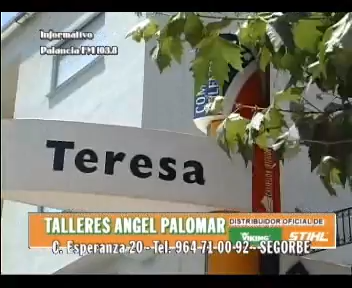 Informativo
Palancia FM 103.8
Teresa
TALLERES ANGEL PALOMAR
DISTRIBUIDOR OFICIAL DE
VIKING STIHL
C. Esperanza 20 - Tel. 964-71-00-92 - SEGORBE